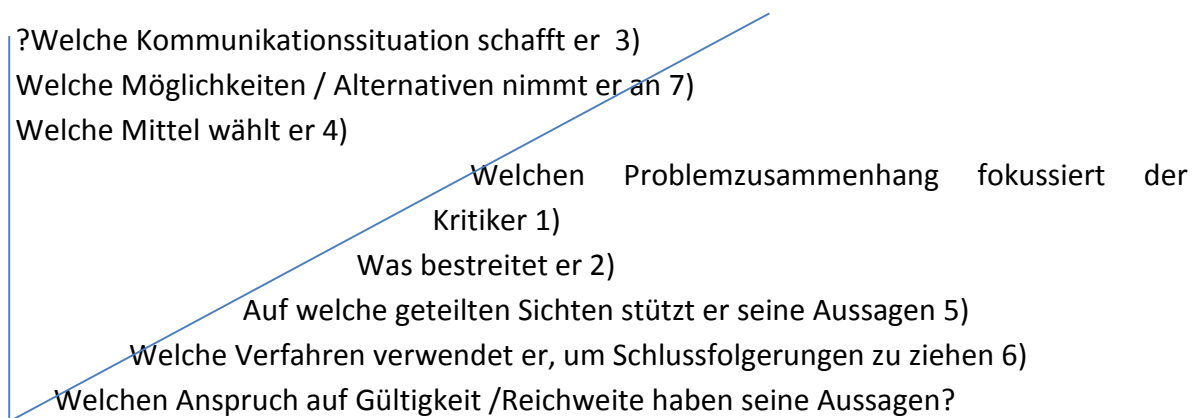 ?Welche Kommunikationssituation schafft er  3)
Welche Möglichkeiten / Alternativen nimmt er an 7)
Welche Mittel wählt er 4)
Welchen Problemzusammenhang fokussiert der
Kritiker 1)
Was bestreitet er 2)
Auf welche geteilten Sichten stützt er seine Aussagen 5)
Welche Verfahren verwendet er, um Schlussfolgerungen zu ziehen 6)
Welchen Anspruch auf Gültigkeit /Reichweite haben seine Aussagen?